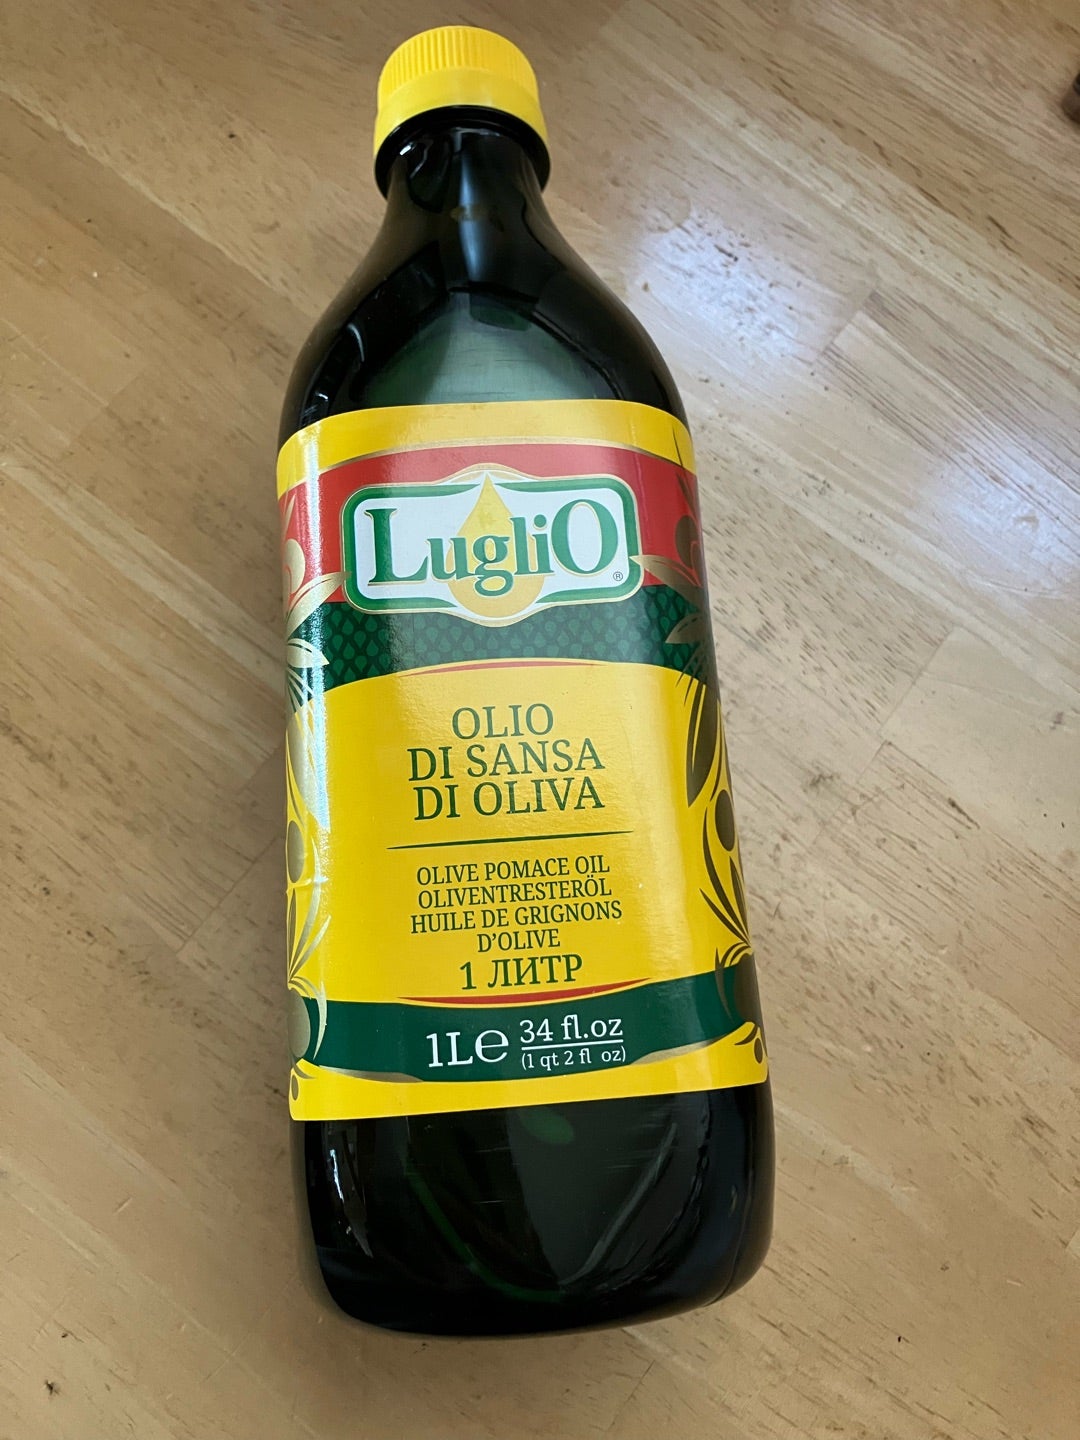 LugliO
®
OLIO
DI SANSA
DI OLIVA
OLIVE POMACE OIL
OLIVENTRESTERÖL
HUILE DE GRIGNONS
D'OLIVE
1 ЛИТР
1L℮ 34 fl.oz
(1 qt 2 fl oz)